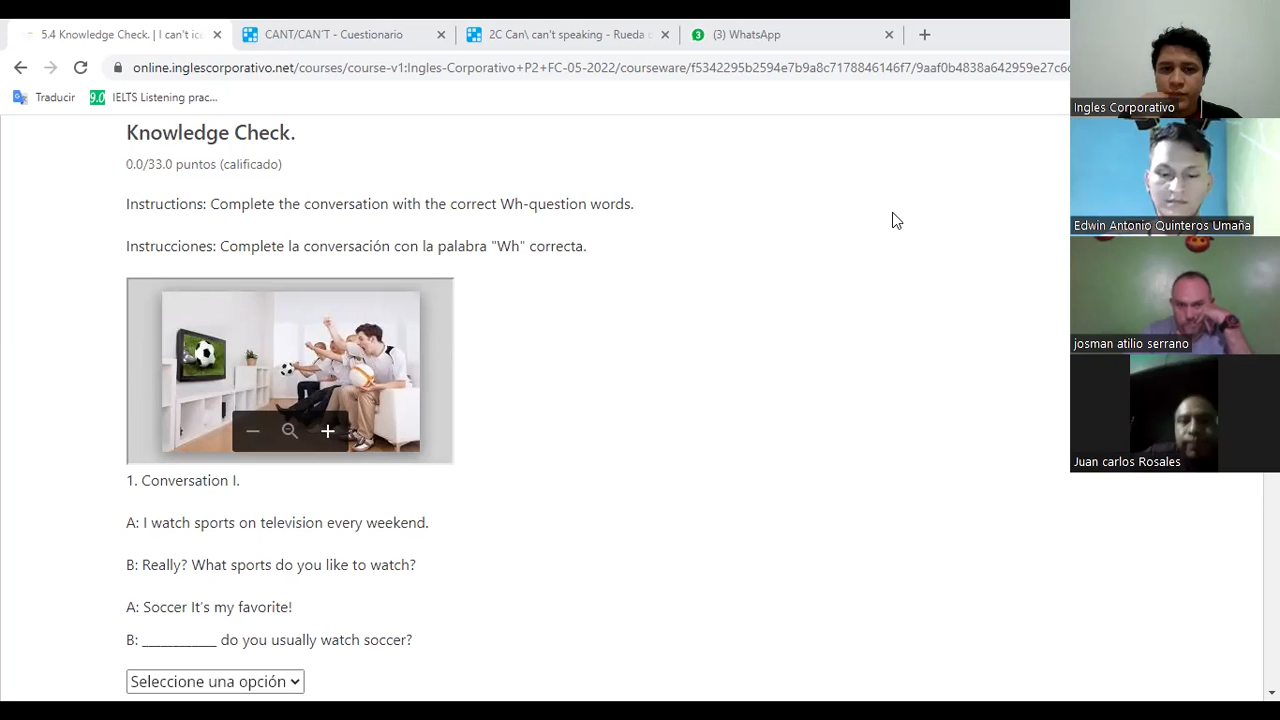 5.4 Knowledge Check. | I can't ic
CANT/CAN'T - Cuestionario
2C Can\ can't speaking - Rueda
3
(3) WhatsApp
online.inglescorporativo.net/courses/course-v1:Ingles-Corporativo+P2+FC-05-2022/courseware/f5342295b2594e7b9a8c7178846146f7/9aaf0b4838a642959e27c6
Traducir
9.0
IELTS Listening prac...
Knowledge Check.
0.0/33.0 puntos (calificado)
Instructions: Complete the conversation with the correct Wh-question words.
Instrucciones: Complete la conversación con la palabra "Wh" correcta.
1. Conversation I.
A: I watch sports on television every weekend.
B: Really? What sports do you like to watch?
A: Soccer It's my favorite!
B: ____________ do you usually watch soccer?
Seleccione una opción
Ingles Corporativo
Edwin Antonio Quinteros Umaña
josman atilio serrano
Juan carlos Rosales